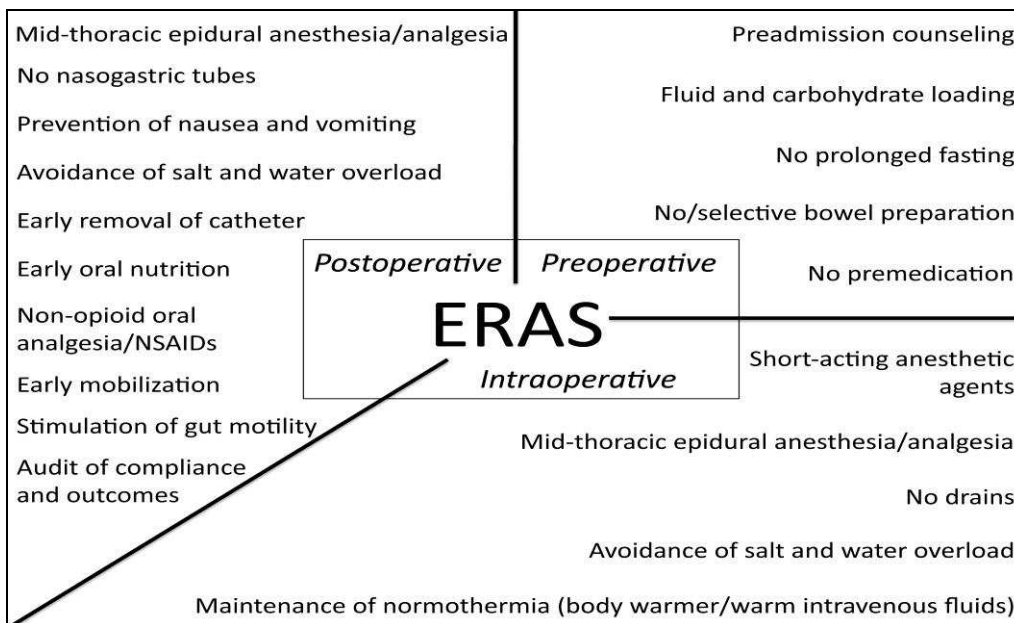 Mid-thoracic epidural anesthesia/analgesia
No nasogastric tubes
Prevention of nausea and vomiting
Avoidance of salt and water overload
Early removal of catheter
Early oral nutrition
Non-opioid oral
analgesia/NSAIDs
Early mobilization
Stimulation of gut motility
Audit of compliance
and outcomes
Preadmission counseling
Fluid and carbohydrate loading
No prolonged fasting
No/selective bowel preparation
No premedication
Postoperative
Preoperative
ERAS
Intraoperative
Short-acting anesthetic
agents
Mid-thoracic epidural anesthesia/analgesia
No drains
Avoidance of salt and water overload
Maintenance of normothermia (body warmer/warm intravenous fluids)